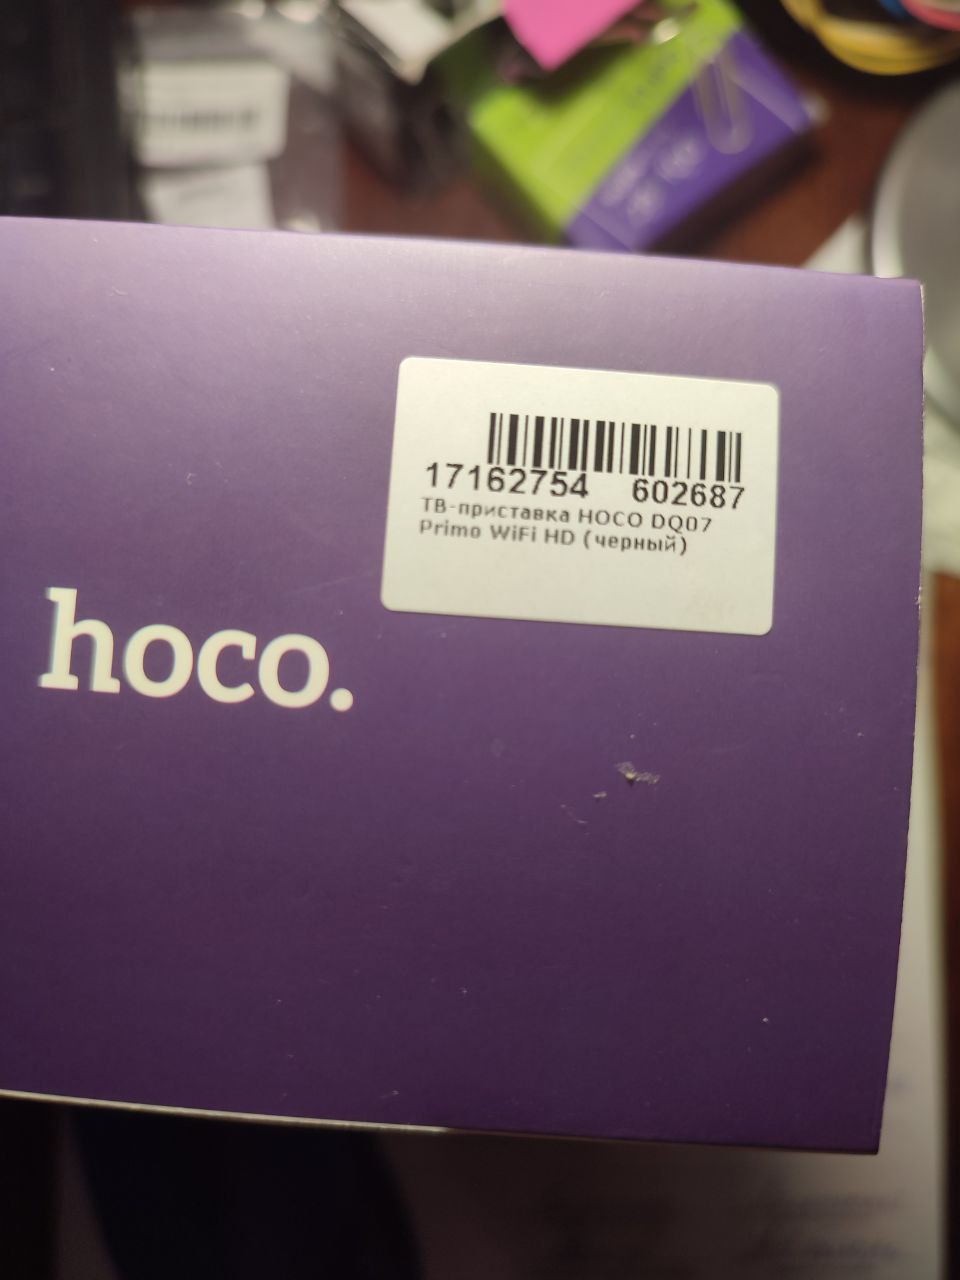 17162754 602687
ТВ-приставка HOCO DQ07
Primo WiFi HD (черный)
hoco.